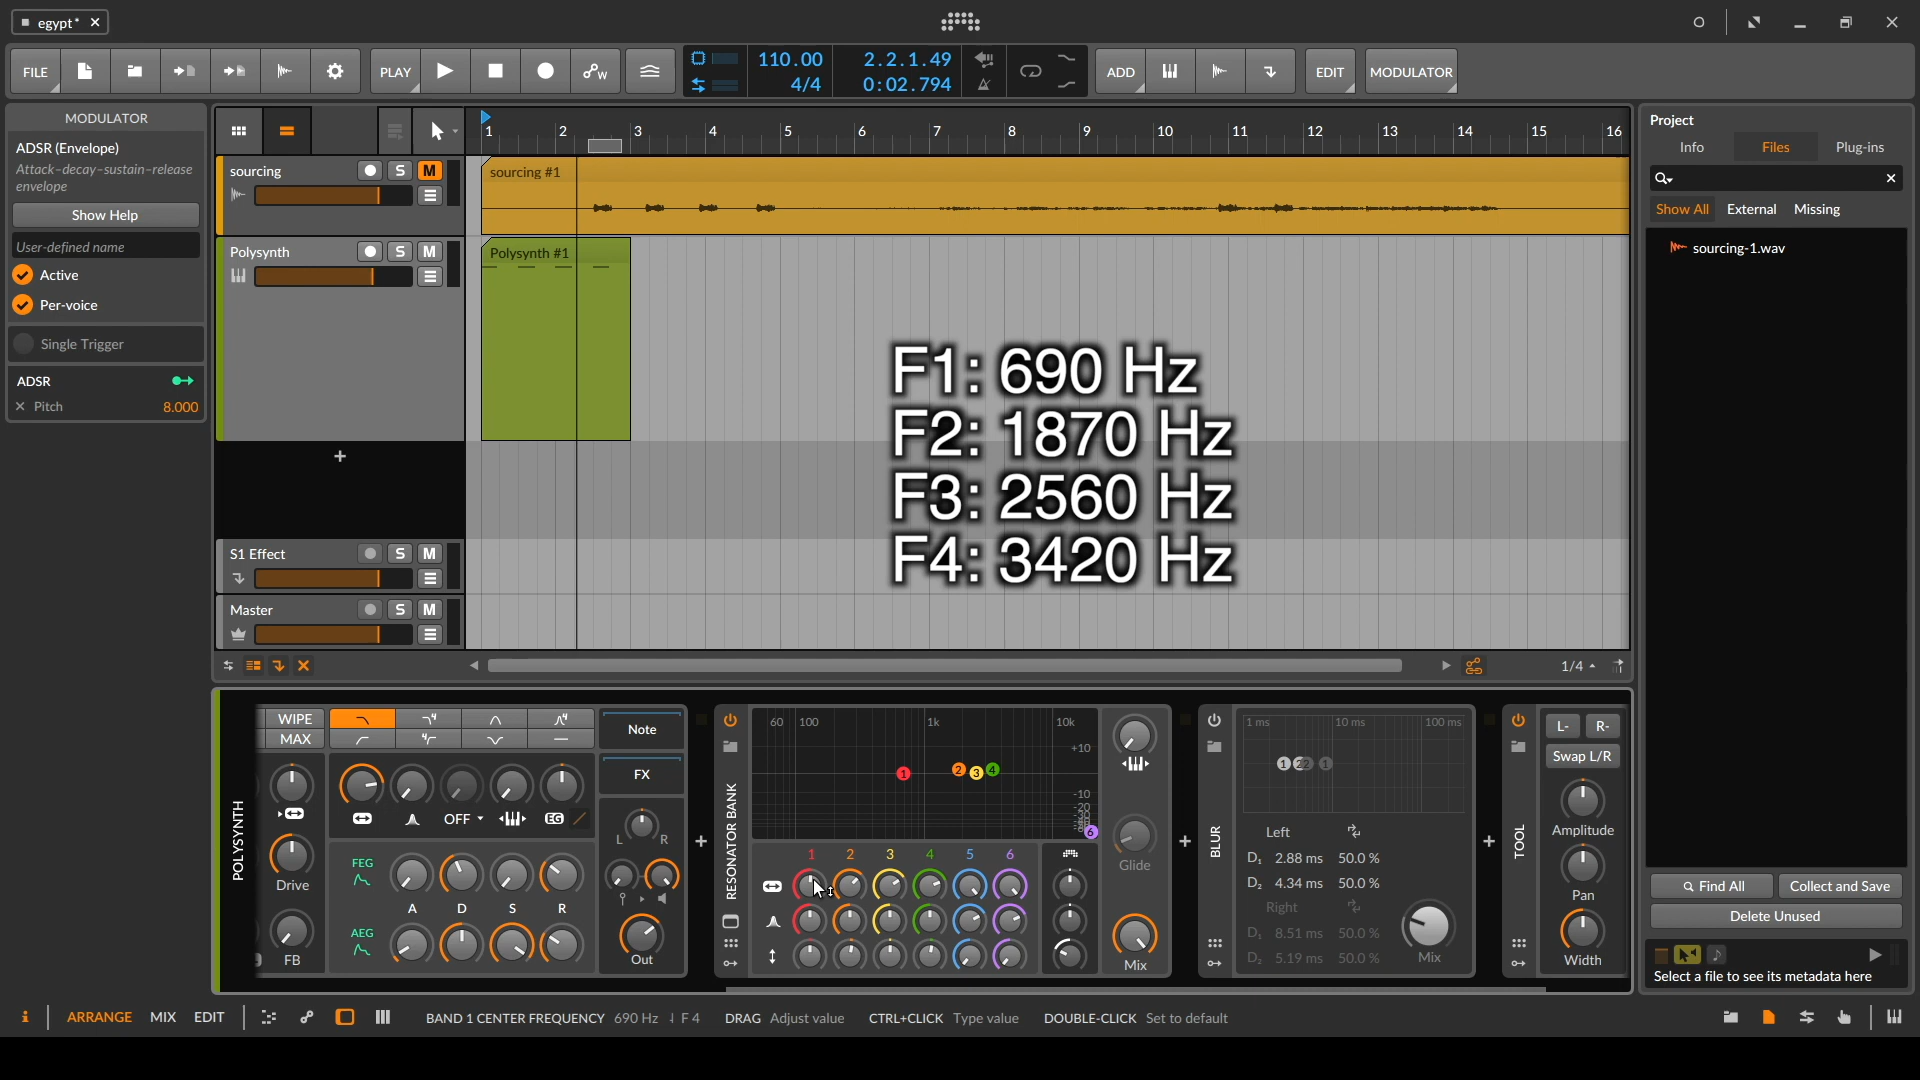 egypt*
FILE
PLAY
110.00
4/4
2.2.1.49
0:02.794
ADD
EDIT
MODULATOR
MODULATOR
ADSR (Envelope)
Attack-decay-sustain-release
envelope
Show Help
User-defined name
Active
Per-voice
Single Trigger
ADSR
Pitch 8.000
1 2 3 4 5 6 7 8 9 10 11 12 13 14 15 16
sourcing S M
sourcing #1
Polysynth S M
Polysynth #1
F1: 690 Hz
F2: 1870 Hz
F3: 2560 Hz
F4: 3420 Hz
S1 Effect S M
Master S M
1/4
Project
Info Files Plug-ins
Show All External Missing
sourcing-1.wav
Find All Collect and Save
Delete Unused
Select a file to see its metadata here
POLYSYNTH
WIPE
MAX
Drive
FB
OFF
EG
FEG
A D S R
AEG
Note
FX
L R
Out
RESONATOR BANK
60 100 1k 10k
+10
-10
-20
1 2 3 4 6
1 2 3 4 5 6
Glide
Mix
BLUR
1 ms 10 ms 100 ms
Left
D₁ 2.88 ms 50.0 %
D₂ 4.34 ms 50.0 %
Right
D₁ 8.51 ms 50.0 %
D₂ 5.19 ms 50.0 %
Mix
TOOL
L- R-
Swap L/R
Amplitude
Pan
Width
i ARRANGE MIX EDIT
BAND 1 CENTER FREQUENCY 690 Hz F 4 DRAG Adjust value CTRL+CLICK Type value DOUBLE-CLICK Set to default